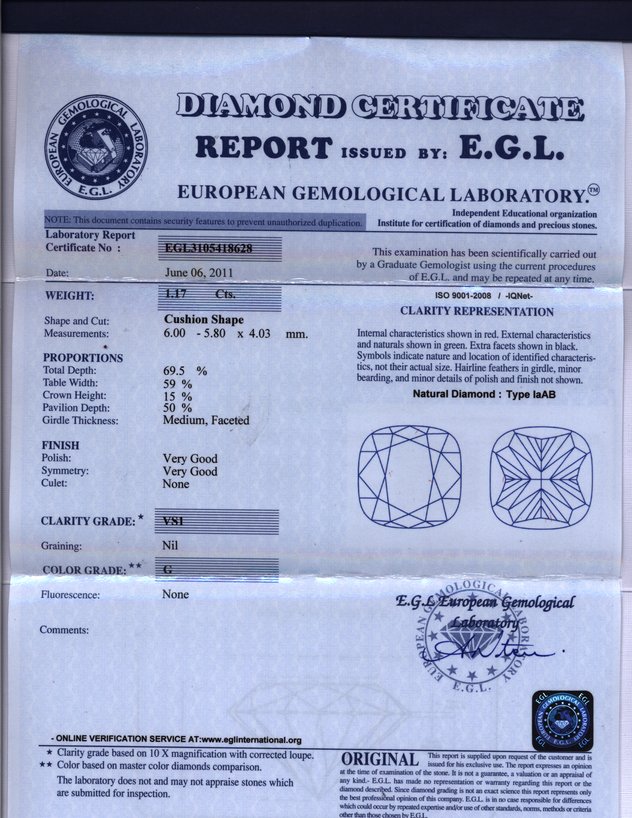 DIAMOND CERTIFICATE
REPORT ISSUED BY: E.G.L.
EUROPEAN GEMOLOGICAL LABORATORY.™
EUROPEAN GEMOLOGICAL LABORATORY
E.G.L.
NOTE: This document contains security features to prevent unauthorized duplication.
Independent Educational organization
Institute for certification of diamonds and precious stones.
Laboratory Report
Certificate No : EGL3105418628
Date: June 06, 2011
WEIGHT: 1.17 Cts.
Shape and Cut: Cushion Shape
Measurements: 6.00 - 5.80 x 4.03 mm.
PROPORTIONS
Total Depth: 69.5 %
Table Width: 59 %
Crown Height: 15 %
Pavilion Depth: 50 %
Girdle Thickness: Medium, Faceted
FINISH
Polish: Very Good
Symmetry: Very Good
Culet: None
CLARITY GRADE: * VS1
Graining: Nil
COLOR GRADE: ** G
Fluorescence: None
Comments:
This examination has been scientifically carried out
by a Graduate Gemologist using the current procedures
of E.G.L. and may be repeated at any time.
ISO 9001-2008 / -IQNet-
CLARITY REPRESENTATION
Internal characteristics shown in red. External characteristics
and naturals shown in green. Extra facets shown in black.
Symbols indicate nature and location of identified characteris-
tics, not their actual size. Hairline feathers in girdle, minor
bearding, and minor details of polish and finish not shown.
Natural Diamond : Type IaAB
E.G.L European Gemological
Laboratory
EUROPEAN GEMOLOGICAL LABORATORY
E.G.L.
EGL EGL
EGL EGL
- ONLINE VERIFICATION SERVICE AT:www.eglinternational.org
* Clarity grade based on 10 X magnification with corrected loupe.
** Color based on master color diamonds comparison.
The laboratory does not and may not appraise stones which
are submitted for inspection.
ORIGINAL This report is supplied upon request of the customer and is
issued for his exclusive use. The report expresses an opinion
at the time of examination of the stone. It is not a guarantee, a valuation or an appraisal of
any kind.- E.G.L. has made no representation or warranty regarding this report or the
diamond described. Since diamond grading is not an exact science this report represents only
the best professional opinion of this company. E.G.L. is in no case responsible for differences
which could occur by repeated expertise and/or use of other standards, norms, methods or criteria
other than those chosen by E.G.L.